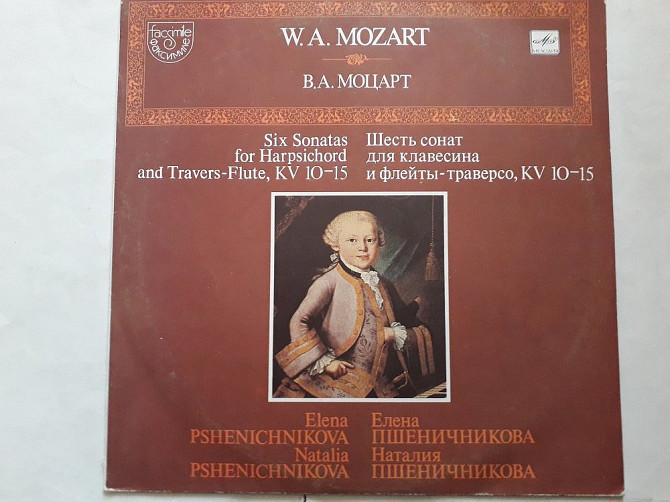 facsimile
факсимиле
W. A. MOZART
В.А. МОЦАРТ
МЕЛОДИЯ
Six Sonatas
for Harpsichord
and Travers-Flute, KV 10–15
Шесть сонат
для клавесина
и флейты-траверсо, KV 10–15
Elena
PSHENICHNIKOVA
Natalia
PSHENICHNIKOVA
Елена
ПШЕНИЧНИКОВА
Наталия
ПШЕНИЧНИКОВА